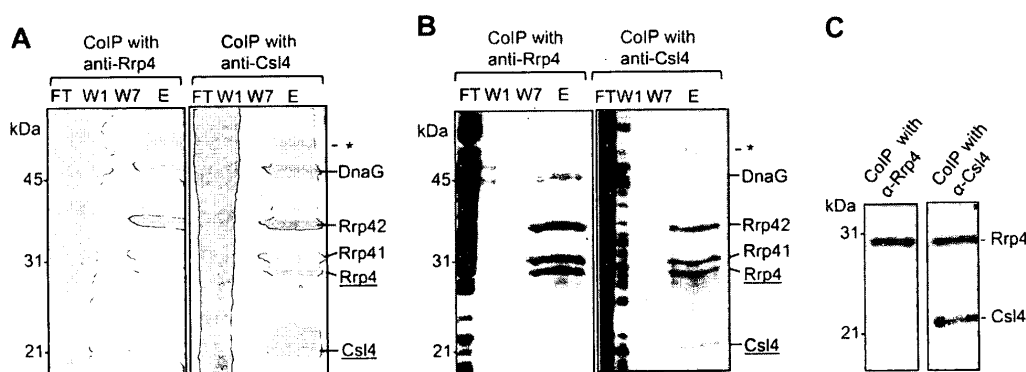 A
CoIP with
anti-Rrp4
CoIP with
anti-Csl4
FT W1 W7 E
FT W1 W7 E
kDa
45
31
21
- *
DnaG
Rrp42
Rrp41
Rrp4
Csl4
B
CoIP with
anti-Rrp4
CoIP with
anti-Csl4
FT W1 W7 E
FT W1 W7 E
kDa
45
31
21
- *
DnaG
Rrp42
Rrp41
Rrp4
Csl4
C
CoIP with
α-Rrp4
CoIP with
α-Csl4
kDa
31
21
Rrp4
Csl4